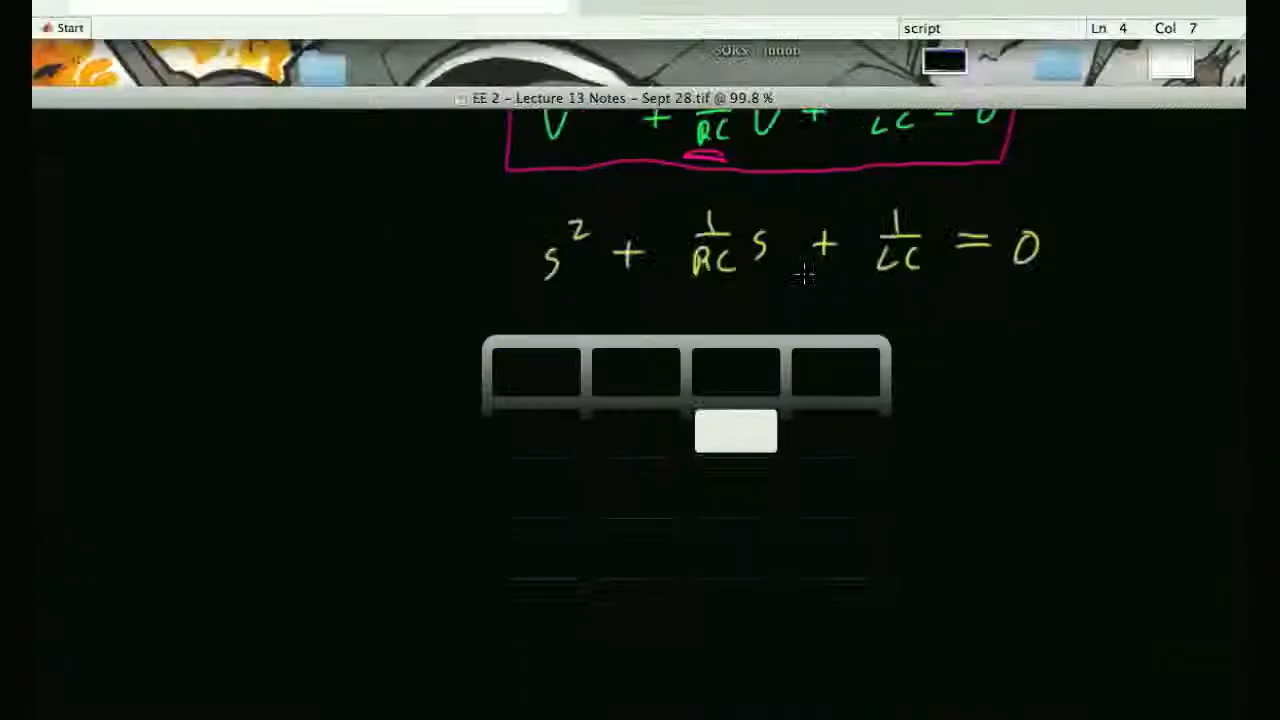 Start script Ln 4 Col 7
EE 2 – Lecture 13 Notes – Sept 28.tif @ 99.8 %
s² + 1/RC s + 1/LC = 0